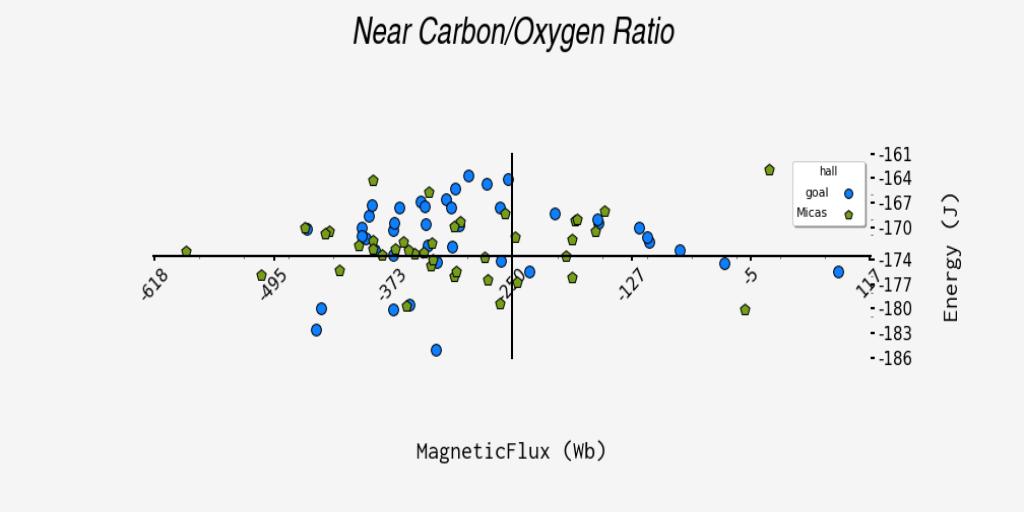 Near Carbon/Oxygen Ratio
-161
-164
-167
-170
-174
-177
-180
-183
-186
Energy (J)
hall
goal
Micas
-618
-495
-373
-250
-127
-5
117
MagneticFlux (Wb)